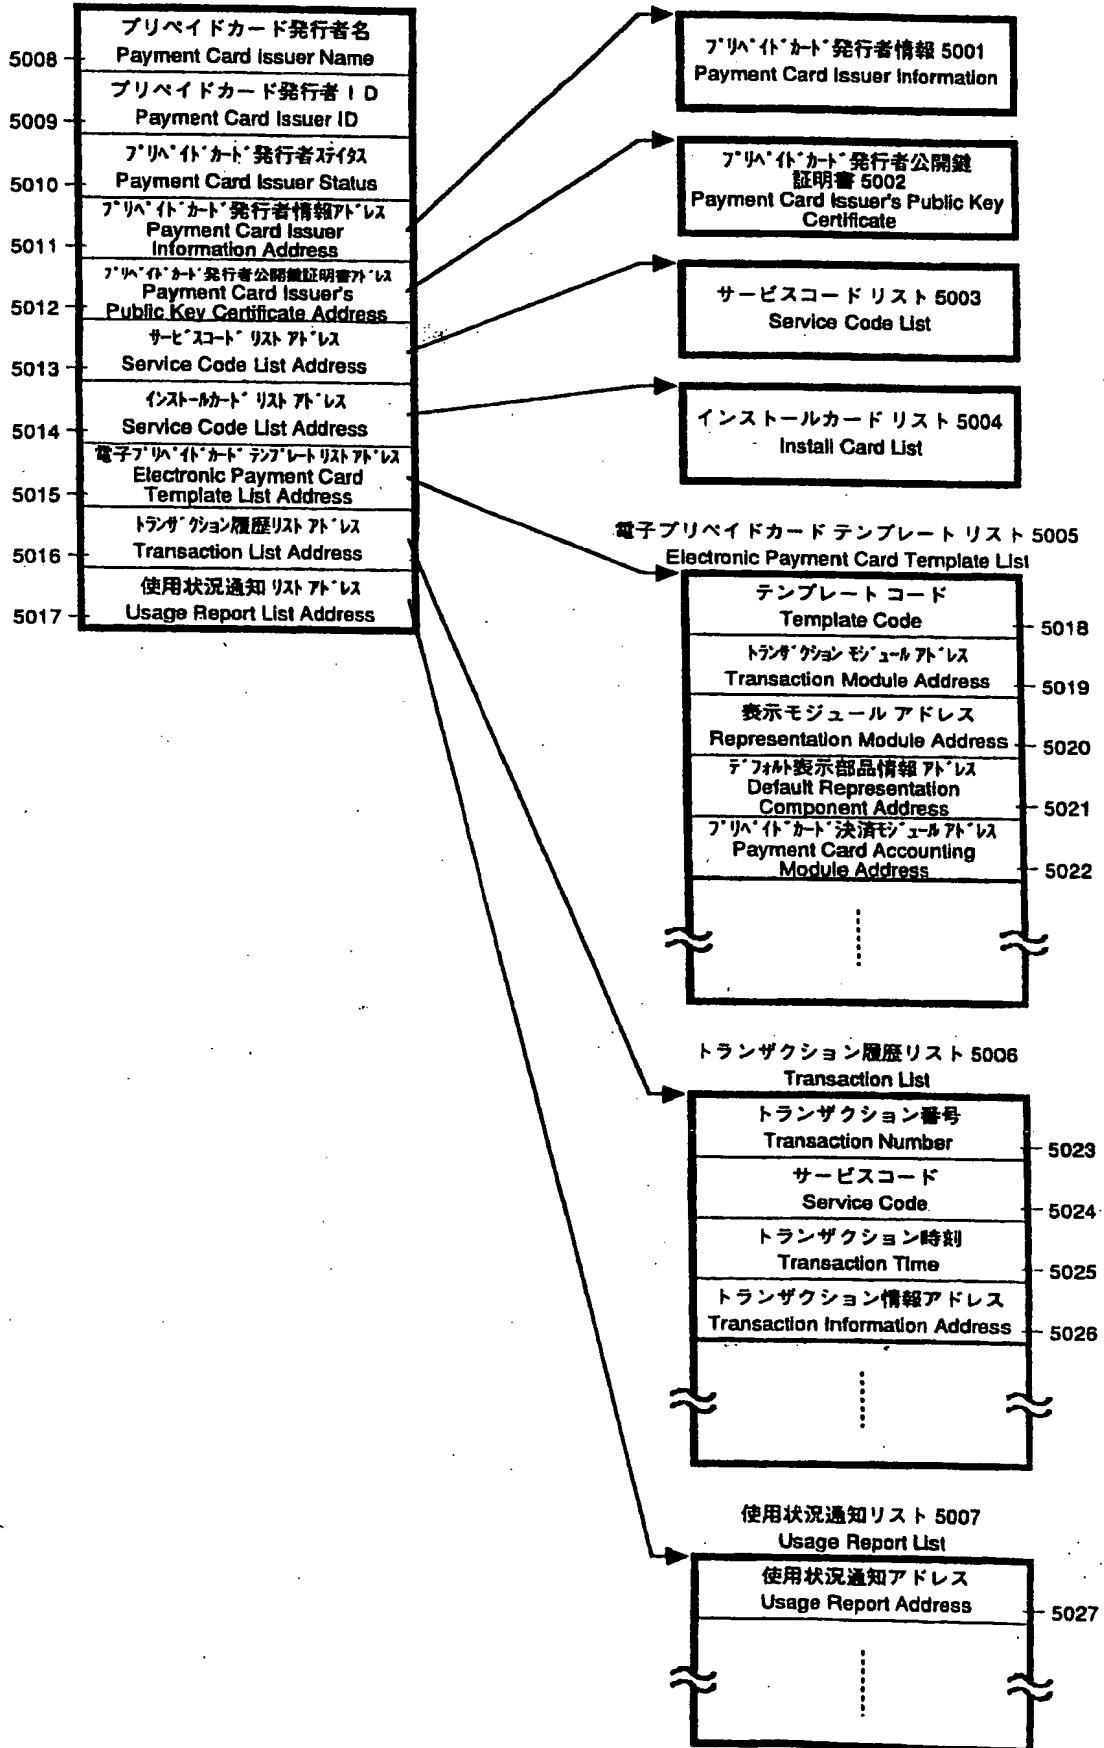 プリペイドカード発行者名
5008
Payment Card Issuer Name
プリペイドカード発行者ID
5009
Payment Card Issuer ID
プリペイドカード発行者ステイタス
5010
Payment Card Issuer Status
プリペイドカード発行者情報アドレス
Payment Card Issuer
5011
Information Address
プリペイドカード発行者公開鍵証明書アドレス
Payment Card Issuer's
5012
Public Key Certificate Address
サービスコード リスト アドレス
5013
Service Code List Address
インストールカード リスト アドレス
5014
Service Code List Address
電子プリペイドカード テンプレート リスト アドレス
Electronic Payment Card
5015
Template List Address
トランザクション履歴リスト アドレス
5016
Transaction List Address
使用状況通知 リスト アドレス
5017
Usage Report List Address
プリペイドカード発行者情報 5001
Payment Card Issuer Information
プリペイドカード発行者公開鍵
証明書 5002
Payment Card Issuer's Public Key
Certificate
サービスコード リスト 5003
Service Code List
インストールカード リスト 5004
Install Card List
電子プリペイドカード テンプレート リスト 5005
Electronic Payment Card Template List
テンプレート コード
Template Code
5018
トランザクション モジュール アドレス
Transaction Module Address
5019
表示モジュール アドレス
Representation Module Address
5020
デフォルト表示部品情報 アドレス
Default Representation
Component Address
5021
プリペイドカード決済モジュール アドレス
Payment Card Accounting
Module Address
5022
トランザクション履歴リスト 5006
Transaction List
トランザクション番号
Transaction Number
5023
サービスコード
Service Code
5024
トランザクション時刻
Transaction Time
5025
トランザクション情報アドレス
Transaction Information Address
5026
使用状況通知リスト 5007
Usage Report List
使用状況通知アドレス
Usage Report Address
5027